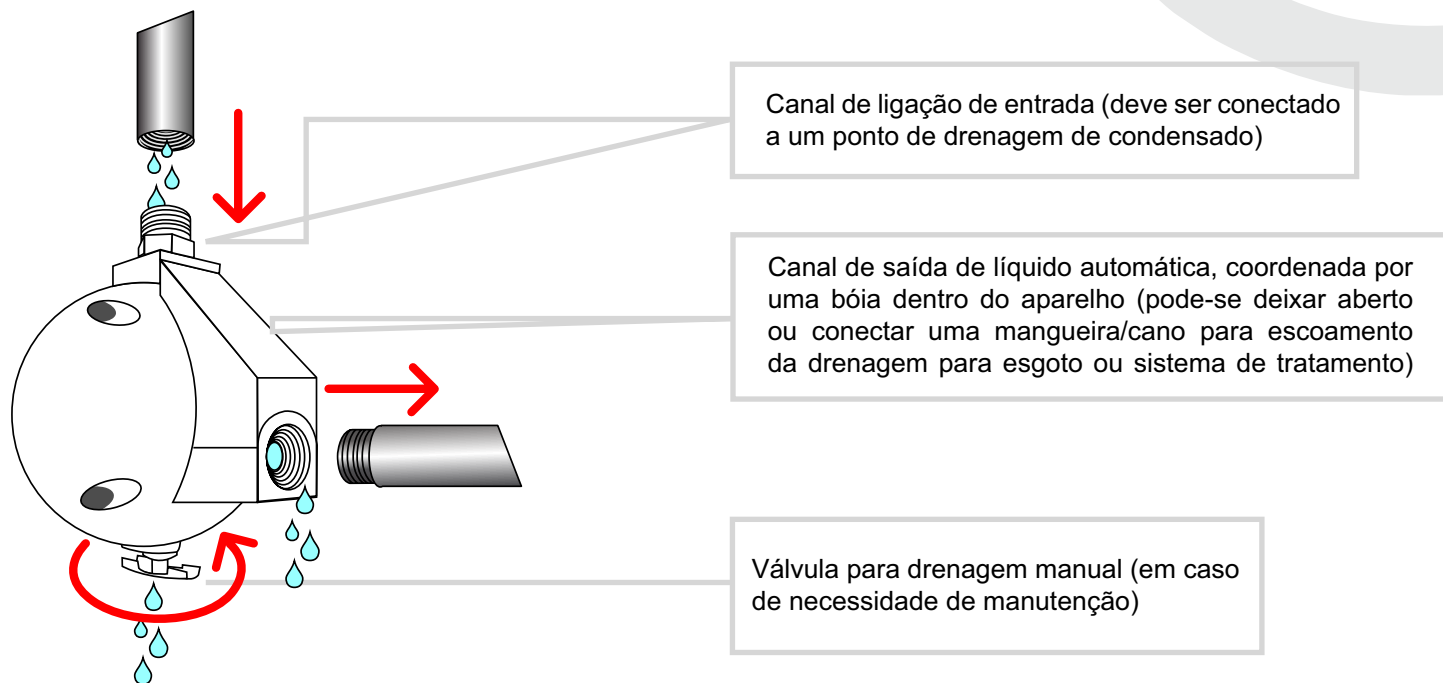 Canal de ligação de entrada (deve ser conectado
a um ponto de drenagem de condensado)
Canal de saída de líquido automática, coordenada por
uma bóia dentro do aparelho (pode-se deixar aberto
ou conectar uma mangueira/cano para escoamento
da drenagem para esgoto ou sistema de tratamento)
Válvula para drenagem manual (em caso
de necessidade de manutenção)